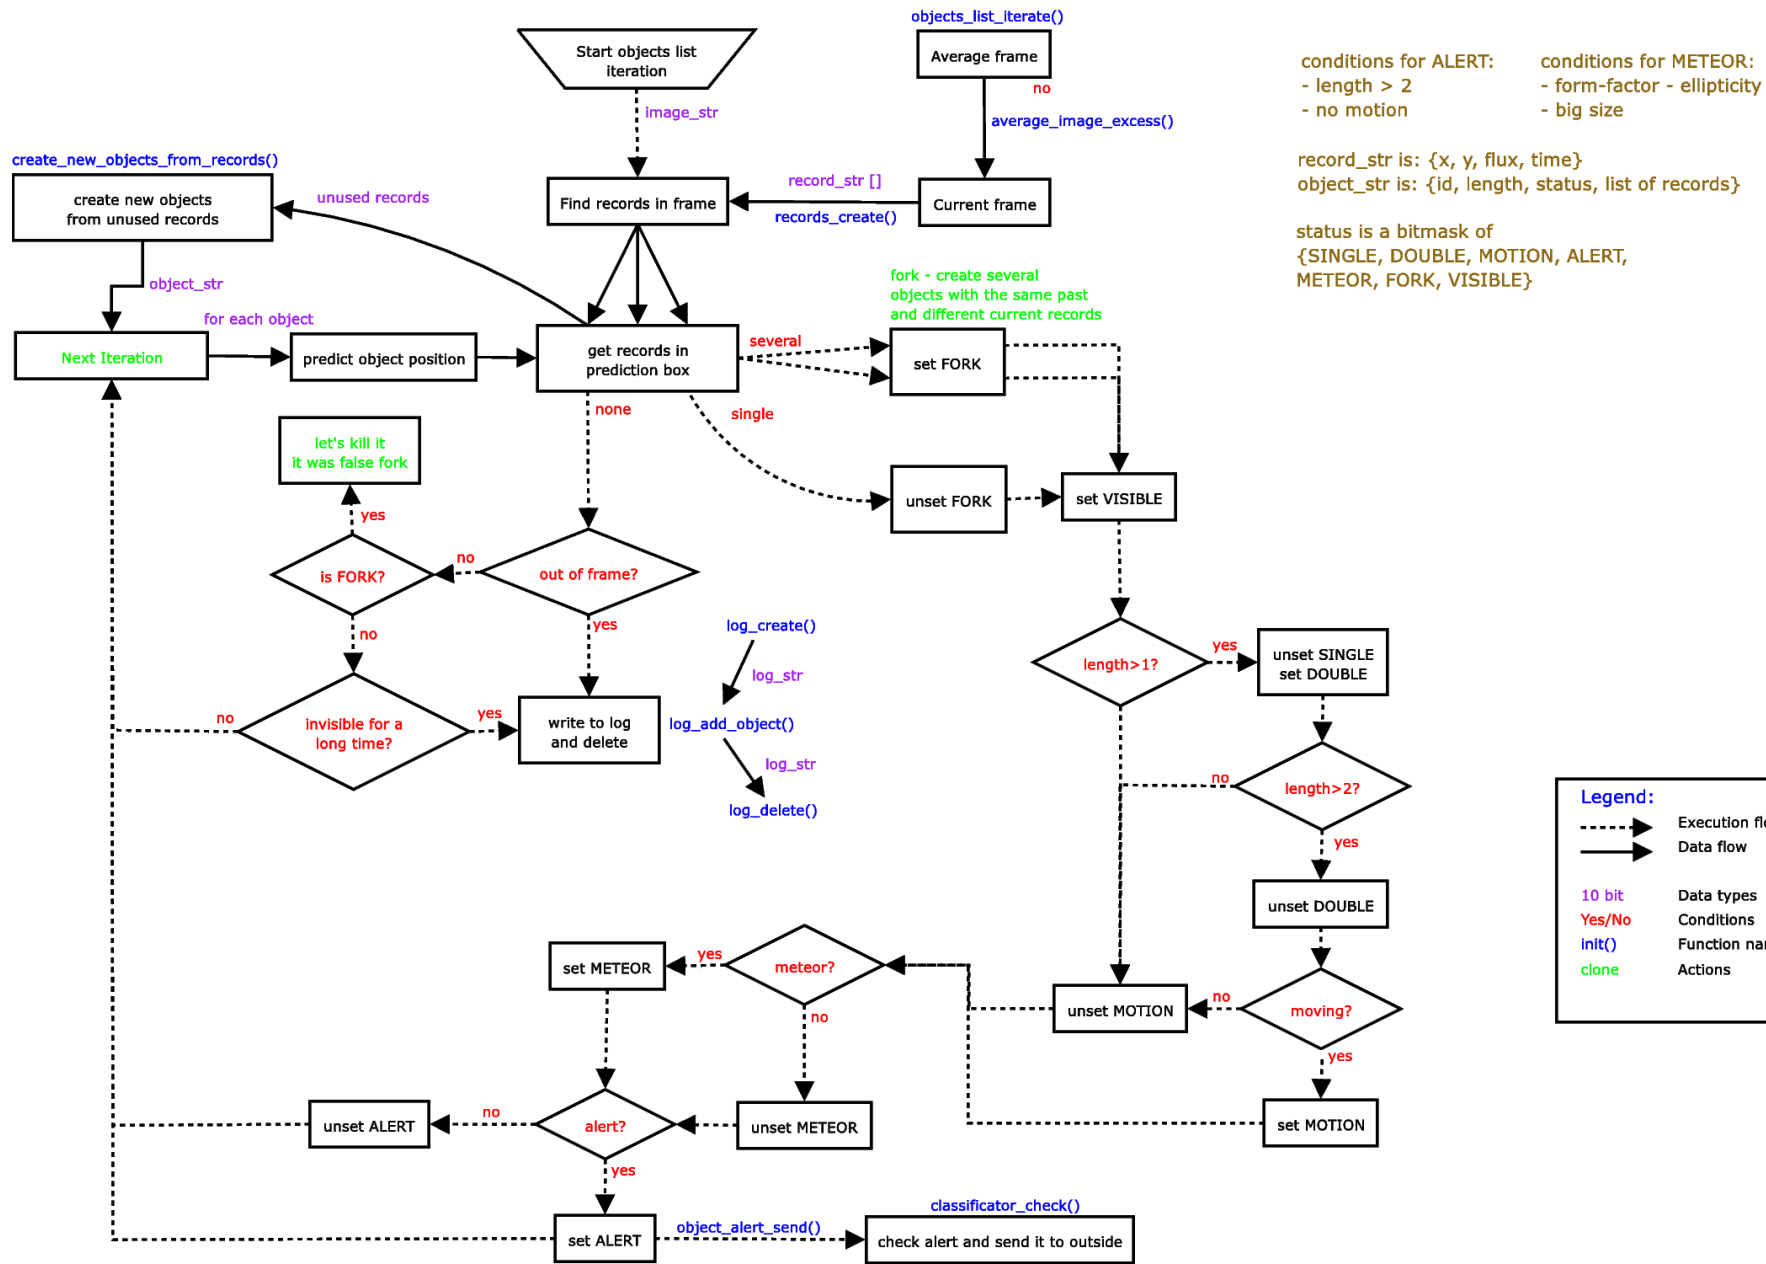 objects_list_iterate()
Start objects list
iteration
Average frame
no
image_str
average_image_excess()
conditions for ALERT:
- length > 2
- no motion
conditions for METEOR:
- form-factor - ellipticity
- big size
record_str is: {x, y, flux, time}
object_str is: {id, length, status, list of records}
status is a bitmask of
{SINGLE, DOUBLE, MOTION, ALERT,
METEOR, FORK, VISIBLE}
create_new_objects_from_records()
create new objects
from unused records
unused records
Find records in frame
record_str []
records_create()
Current frame
object_str
for each object
Next Iteration
predict object position
get records in
prediction box
several
fork - create several
objects with the same past
and different current records
set FORK
none
single
let's kill it
it was false fork
unset FORK
set VISIBLE
yes
is FORK?
no
out of frame?
no
yes
log_create()
log_str
log_add_object()
log_str
log_delete()
no
invisible for a
long time?
yes
write to log
and delete
length>1?
yes
unset SINGLE
set DOUBLE
no
length>2?
yes
unset DOUBLE
Legend:
Execution flo
Data flow
10 bit
Data types
Yes/No
Conditions
init()
Function nar
clone
Actions
set METEOR
yes
meteor?
no
unset MOTION
no
moving?
yes
unset ALERT
no
alert?
unset METEOR
set MOTION
yes
set ALERT
object_alert_send()
classificator_check()
check alert and send it to outside